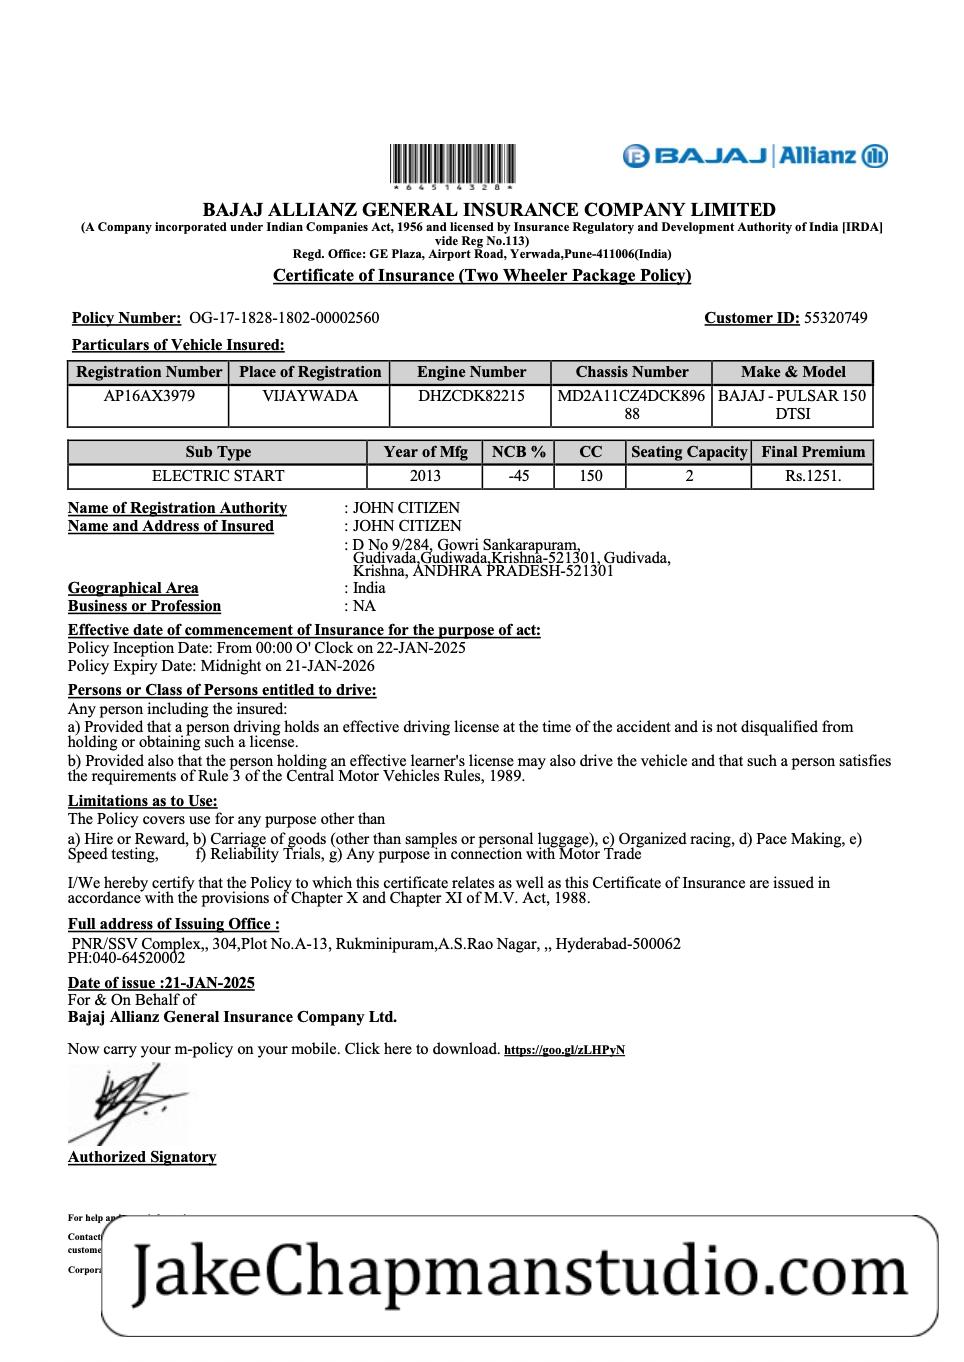 BAJAJ | Allianz
*64514328*
BAJAJ ALLIANZ GENERAL INSURANCE COMPANY LIMITED
(A Company incorporated under Indian Companies Act, 1956 and licensed by Insurance Regulatory and Development Authority of India [IRDA]
vide Reg No.113)
Regd. Office: GE Plaza, Airport Road, Yerwada,Pune-411006(India)
Certificate of Insurance (Two Wheeler Package Policy)
Policy Number: OG-17-1828-1802-00002560 Customer ID: 55320749
Particulars of Vehicle Insured:
Registration Number Place of Registration Engine Number Chassis Number Make & Model
AP16AX3979 VIJAYWADA DHZCDK82215 MD2A11CZ4DCK896 BAJAJ - PULSAR 150
88 DTSI
Sub Type Year of Mfg NCB % CC Seating Capacity Final Premium
ELECTRIC START 2013 -45 150 2 Rs.1251.
Name of Registration Authority : JOHN CITIZEN
Name and Address of Insured : JOHN CITIZEN
: D No 9/284, Gowri Sankarapuram,
Gudivada,Gudiwada,Krishna-521301, Gudivada,
Krishna, ANDHRA PRADESH-521301
Geographical Area : India
Business or Profession : NA
Effective date of commencement of Insurance for the purpose of act:
Policy Inception Date: From 00:00 O' Clock on 22-JAN-2025
Policy Expiry Date: Midnight on 21-JAN-2026
Persons or Class of Persons entitled to drive:
Any person including the insured:
a) Provided that a person driving holds an effective driving license at the time of the accident and is not disqualified from
holding or obtaining such a license.
b) Provided also that the person holding an effective learner's license may also drive the vehicle and that such a person satisfies
the requirements of Rule 3 of the Central Motor Vehicles Rules, 1989.
Limitations as to Use:
The Policy covers use for any purpose other than
a) Hire or Reward, b) Carriage of goods (other than samples or personal luggage), c) Organized racing, d) Pace Making, e)
Speed testing, f) Reliability Trials, g) Any purpose in connection with Motor Trade
I/We hereby certify that the Policy to which this certificate relates as well as this Certificate of Insurance are issued in
accordance with the provisions of Chapter X and Chapter XI of M.V. Act, 1988.
Full address of Issuing Office :
PNR/SSV Complex,, 304,Plot No.A-13, Rukminipuram,A.S.Rao Nagar, ,, Hyderabad-500062
PH:040-64520002
Date of issue :21-JAN-2025
For & On Behalf of
Bajaj Allianz General Insurance Company Ltd.
Now carry your m-policy on your mobile. Click here to download. https://goo.gl/zLHPyN
Authorized Signatory
For help
Contact
custome
Corpora
JakeChapmanstudio.com